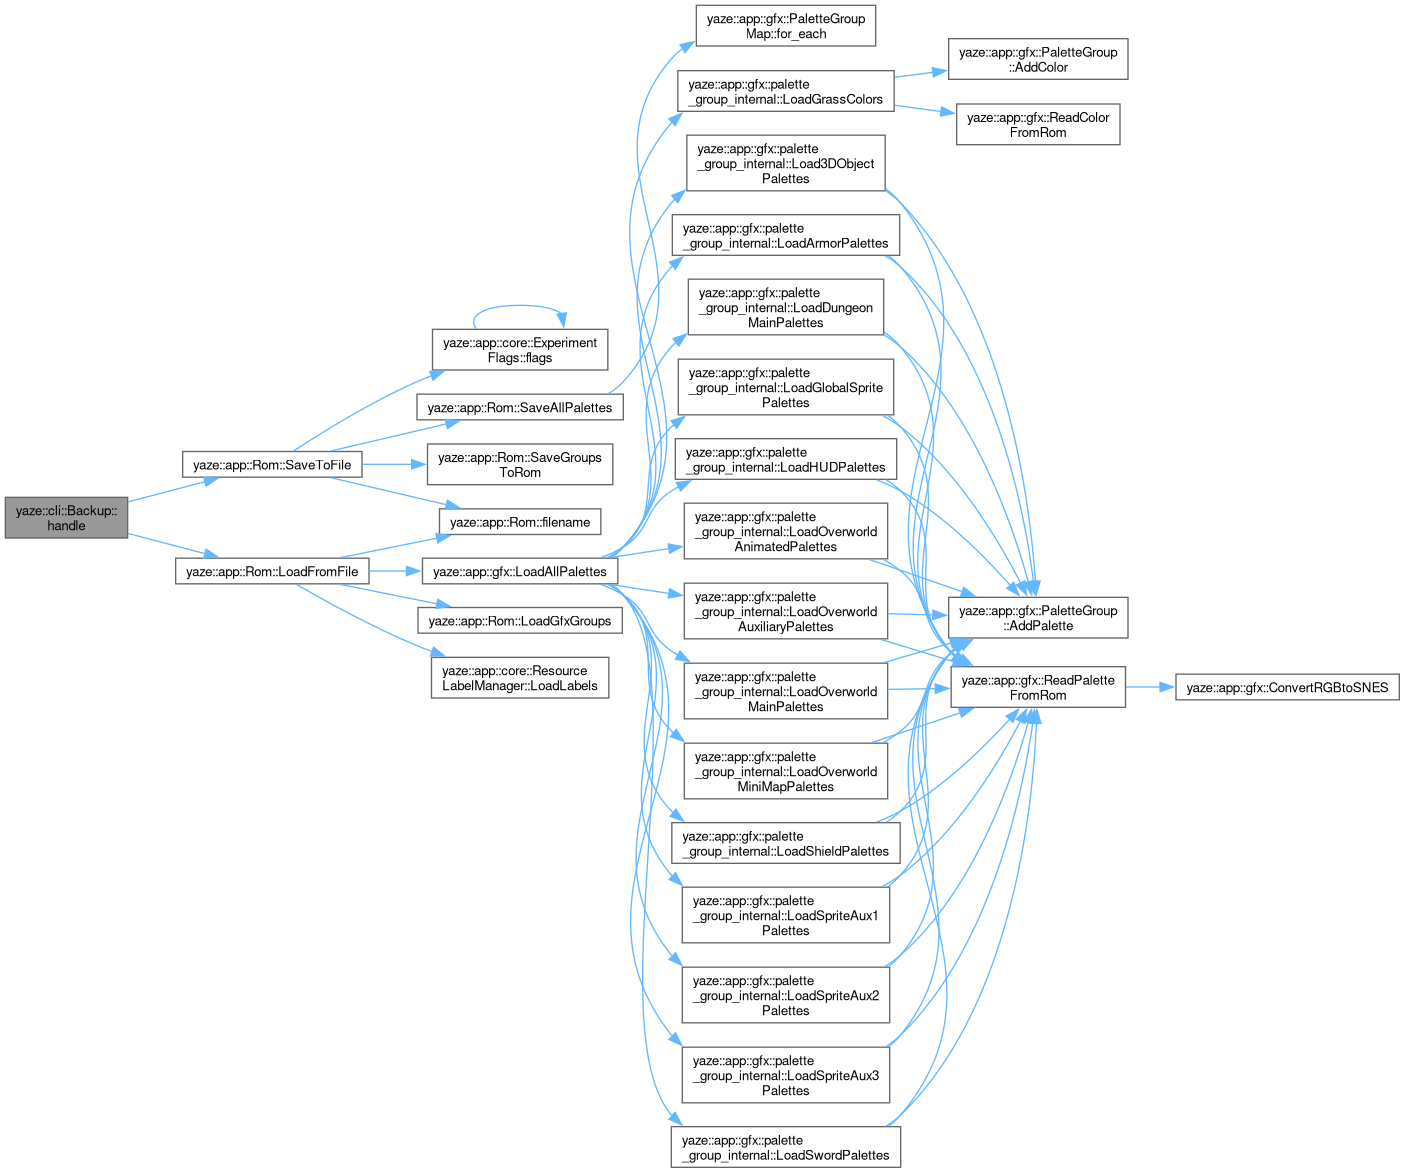 yaze::cli::Backup::
handle
yaze::app::Rom::SaveToFile
yaze::app::Rom::LoadFromFile
yaze::app::core::Experiment
Flags::flags
yaze::app::Rom::SaveAllPalettes
yaze::app::Rom::SaveGroups
ToRom
yaze::app::Rom::filename
yaze::app::gfx::LoadAllPalettes
yaze::app::Rom::LoadGfxGroups
yaze::app::core::Resource
LabelManager::LoadLabels
yaze::app::gfx::PaletteGroup
Map::for_each
yaze::app::gfx::palette
_group_internal::LoadGrassColors
yaze::app::gfx::palette
_group_internal::Load3DObject
Palettes
yaze::app::gfx::palette
_group_internal::LoadArmorPalettes
yaze::app::gfx::palette
_group_internal::LoadDungeon
MainPalettes
yaze::app::gfx::palette
_group_internal::LoadGlobalSprite
Palettes
yaze::app::gfx::palette
_group_internal::LoadHUDPalettes
yaze::app::gfx::palette
_group_internal::LoadOverworld
AnimatedPalettes
yaze::app::gfx::palette
_group_internal::LoadOverworld
AuxiliaryPalettes
yaze::app::gfx::palette
_group_internal::LoadOverworld
MainPalettes
yaze::app::gfx::palette
_group_internal::LoadOverworld
MiniMapPalettes
yaze::app::gfx::palette
_group_internal::LoadShieldPalettes
yaze::app::gfx::palette
_group_internal::LoadSpriteAux1
Palettes
yaze::app::gfx::palette
_group_internal::LoadSpriteAux2
Palettes
yaze::app::gfx::palette
_group_internal::LoadSpriteAux3
Palettes
yaze::app::gfx::palette
_group_internal::LoadSwordPalettes
yaze::app::gfx::PaletteGroup
::AddColor
yaze::app::gfx::ReadColor
FromRom
yaze::app::gfx::PaletteGroup
::AddPalette
yaze::app::gfx::ReadPalette
FromRom
yaze::app::gfx::ConvertRGBtoSNES